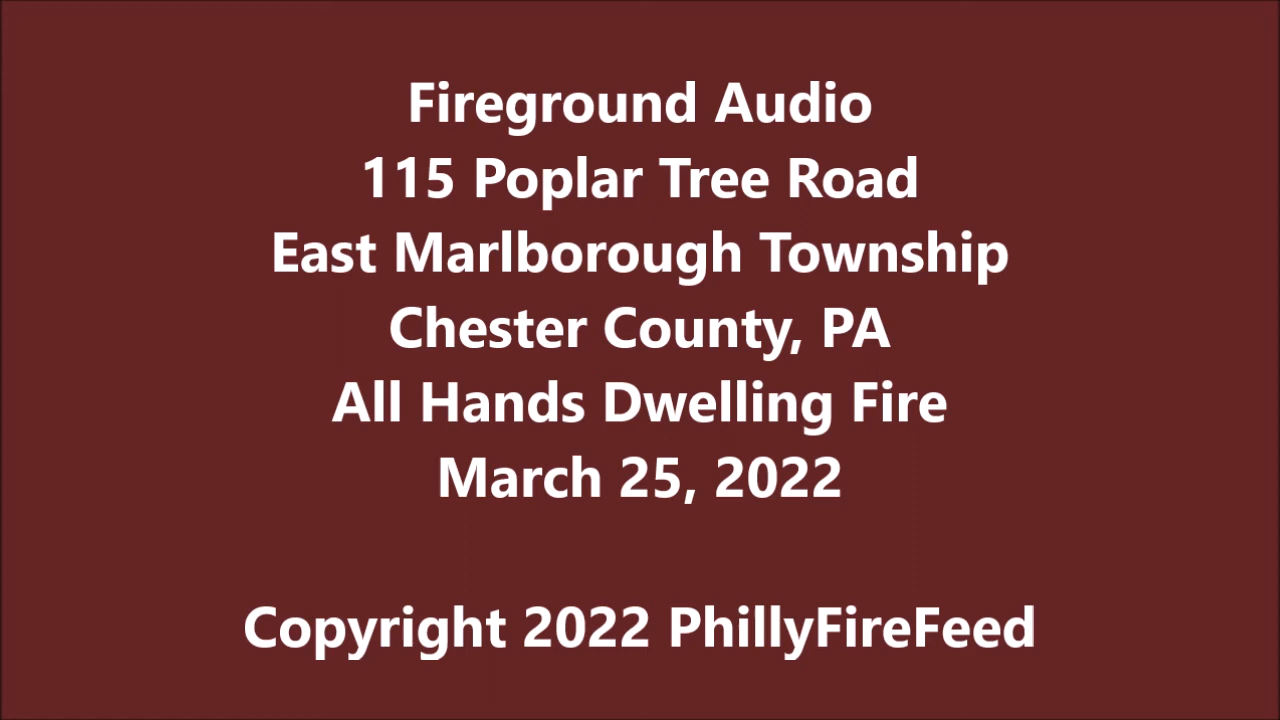 Fireground Audio
115 Poplar Tree Road
East Marlborough Township
Chester County, PA
All Hands Dwelling Fire
March 25, 2022
Copyright 2022 PhillyFireFeed